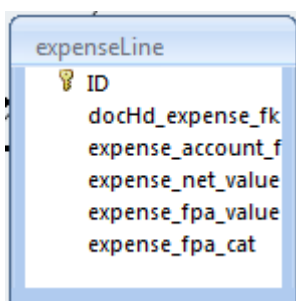 expenseLine
ID
docHd_expense_fk
expense_account_f
expense_net_value
expense_fpa_value
expense_fpa_cat